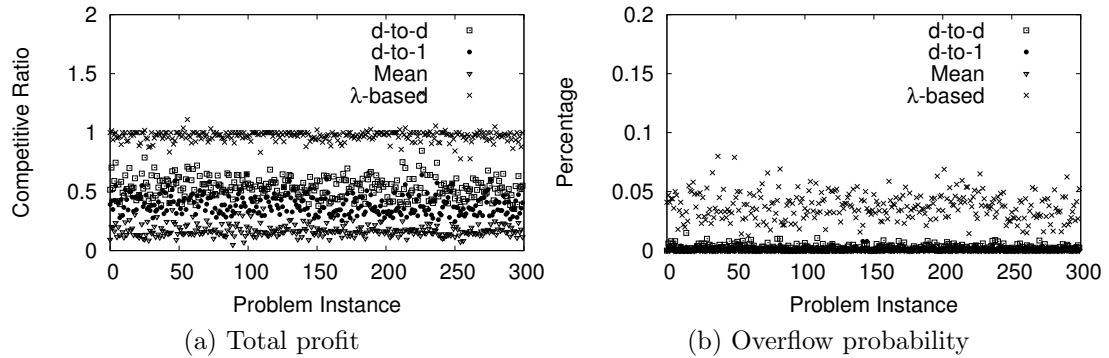 2
1.5
1
0.5
0
0 50 100 150 200 250 300
Competitive Ratio
Problem Instance
d-to-d
d-to-1
Mean
λ-based
(a) Total profit
0.2
0.15
0.1
0.05
0
0 50 100 150 200 250 300
Percentage
Problem Instance
d-to-d
d-to-1
Mean
λ-based
(b) Overflow probability